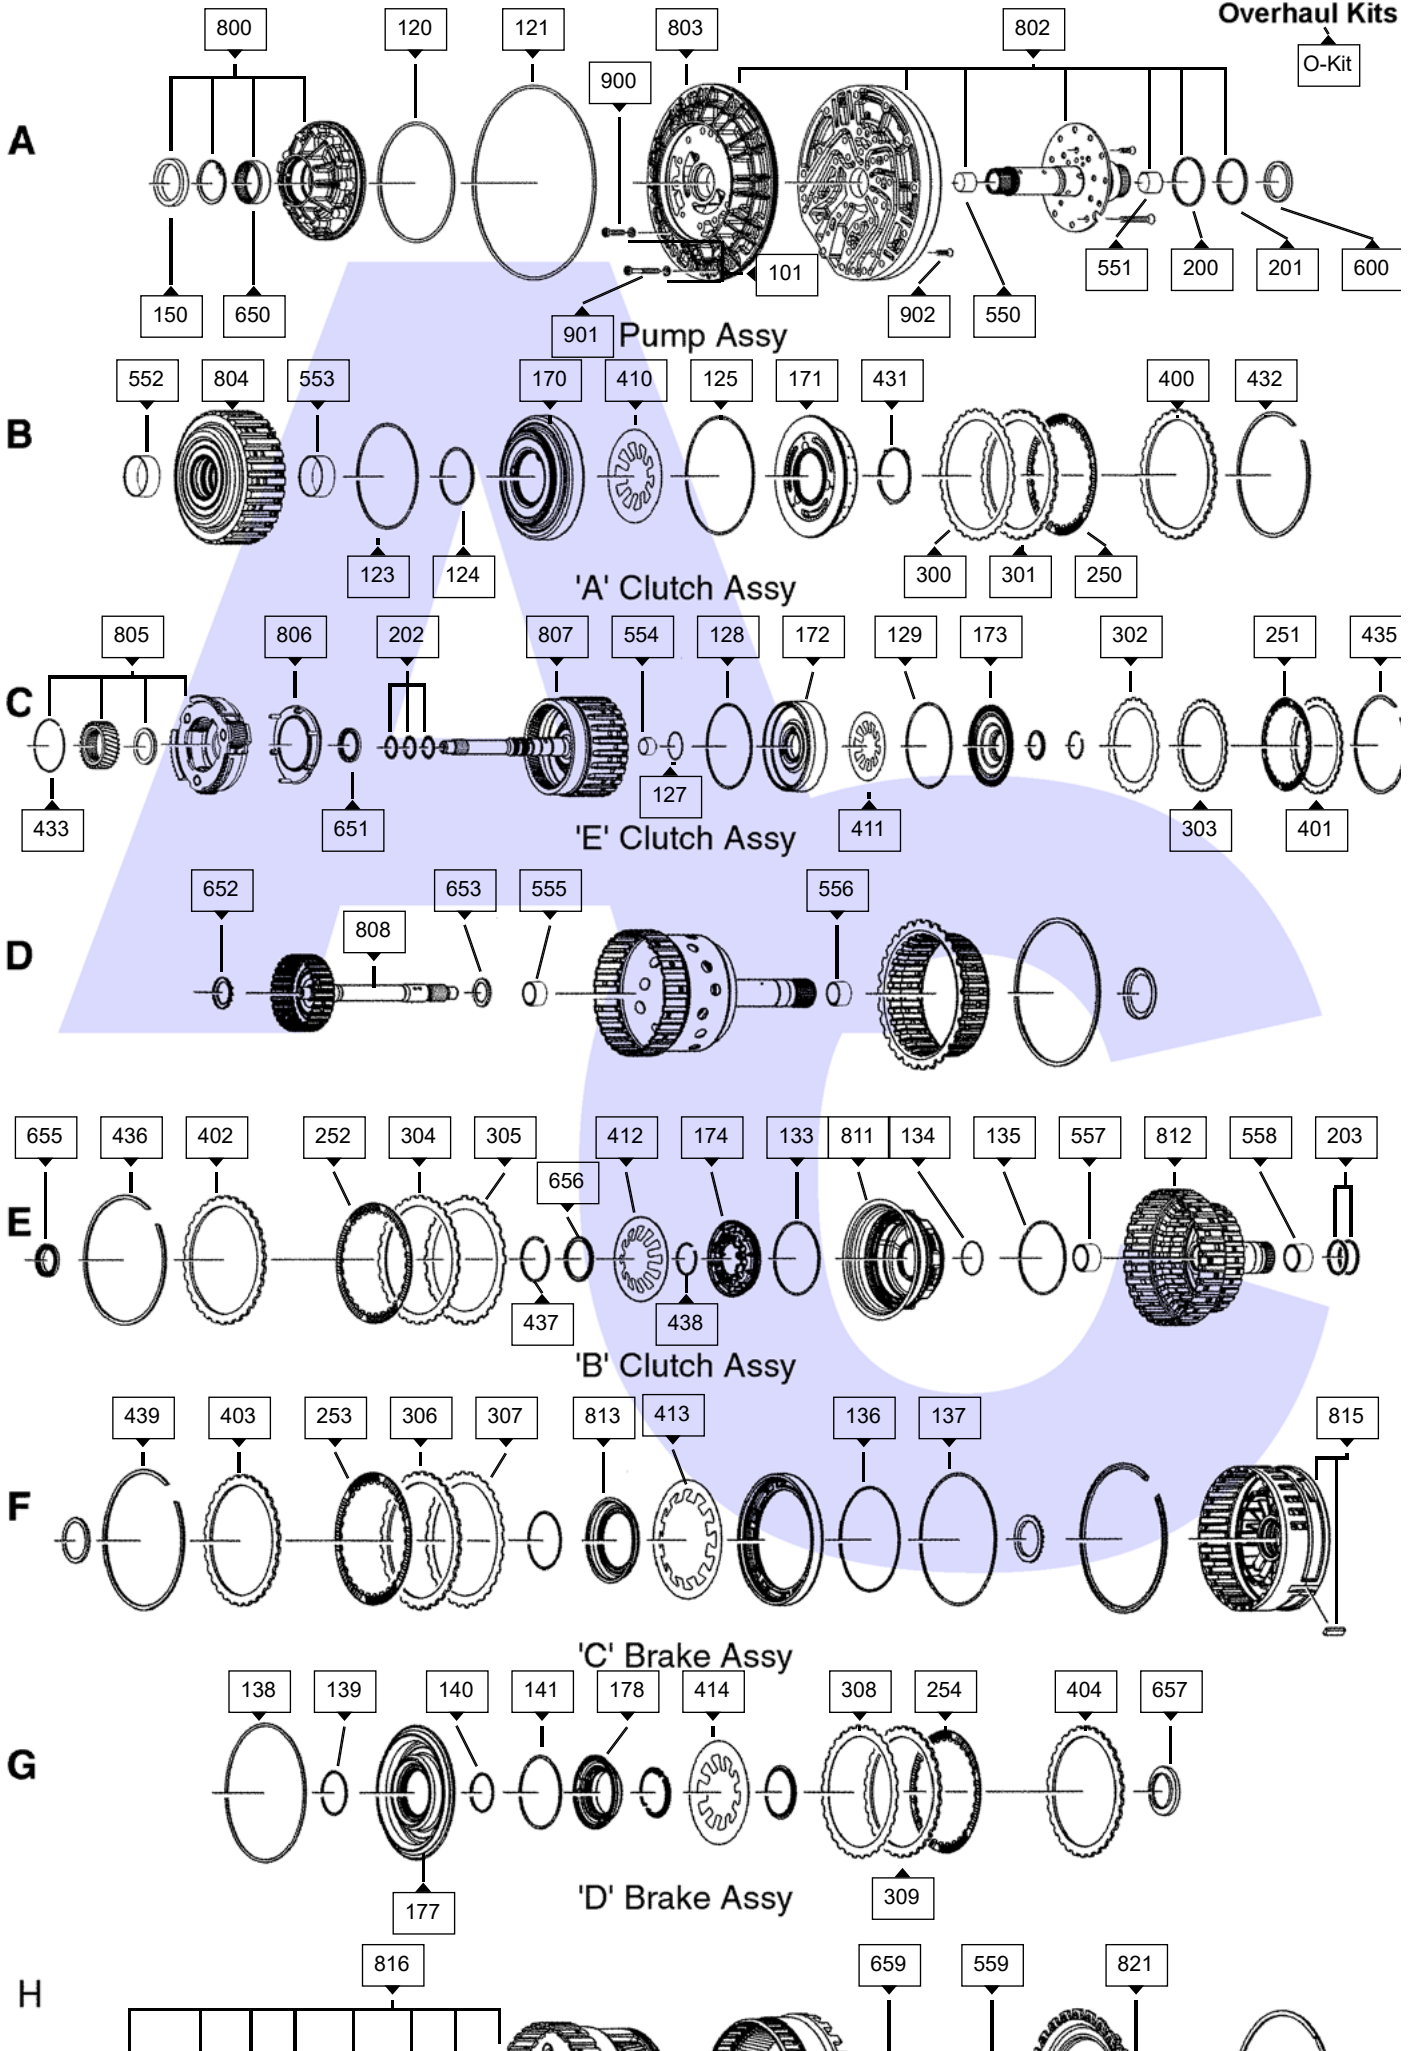 Overhaul Kits
O-Kit
800 120 121 803 802
900
A
101
551 200 201 600
150 650 902 550
901
Pump Assy
552 804 553 170 410 125 171 431 400 432
B
123 124 300 301 250
'A' Clutch Assy
805 806 202 807 554 128 172 129 173 302 251 435
C
127
433 651 411 303 401
'E' Clutch Assy
652 653 555 556
808
D
655 436 402 252 304 305 412 174 133 811 134 135 557 812 558 203
656
E
437 438
'B' Clutch Assy
439 403 253 306 307 813 413 136 137 815
F
'C' Brake Assy
138 139 140 141 178 414 308 254 404 657
G
309
177
'D' Brake Assy
816 659 559 821
H